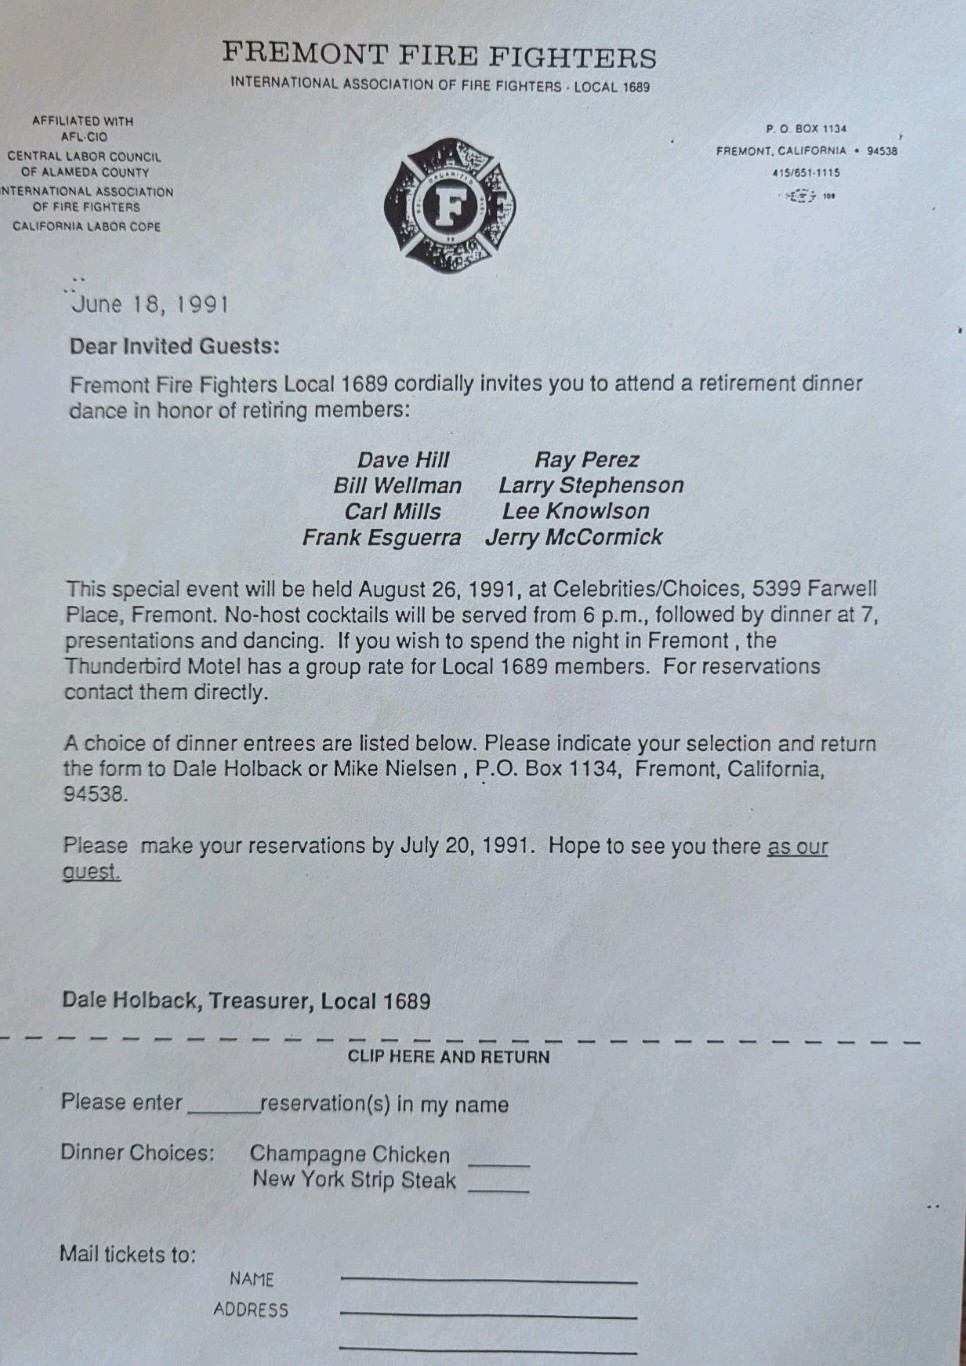 FREMONT FIRE FIGHTERS
INTERNATIONAL ASSOCIATION OF FIRE FIGHTERS · LOCAL 1689
AFFILIATED WITH
AFL-CIO
CENTRAL LABOR COUNCIL
OF ALAMEDA COUNTY
NTERNATIONAL ASSOCIATION
OF FIRE FIGHTERS
CALIFORNIA LABOR COPE
P. O. BOX 1134
FREMONT, CALIFORNIA • 94538
415/651-1115
109
F
June 18, 1991
Dear Invited Guests:
Fremont Fire Fighters Local 1689 cordially invites you to attend a retirement dinner
dance in honor of retiring members:
Dave Hill Ray Perez
Bill Wellman Larry Stephenson
Carl Mills Lee Knowlson
Frank Esguerra Jerry McCormick
This special event will be held August 26, 1991, at Celebrities/Choices, 5399 Farwell
Place, Fremont. No-host cocktails will be served from 6 p.m., followed by dinner at 7,
presentations and dancing. If you wish to spend the night in Fremont , the
Thunderbird Motel has a group rate for Local 1689 members. For reservations
contact them directly.
A choice of dinner entrees are listed below. Please indicate your selection and return
the form to Dale Holback or Mike Nielsen , P.O. Box 1134, Fremont, California,
94538.
Please make your reservations by July 20, 1991. Hope to see you there as our
guest.
Dale Holback, Treasurer, Local 1689
CLIP HERE AND RETURN
Please enter ______reservation(s) in my name
Dinner Choices: Champagne Chicken _____
New York Strip Steak _____
Mail tickets to:
NAME
ADDRESS